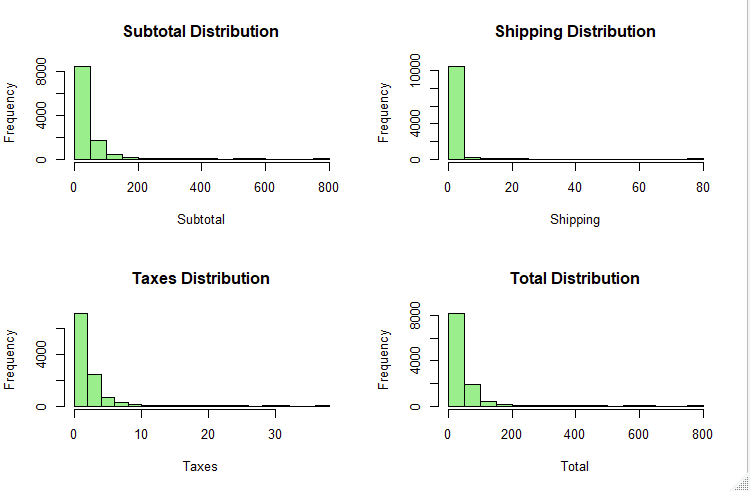 Subtotal Distribution
Frequency
0
4000
8000
0
200
400
600
800
Subtotal
Shipping Distribution
Frequency
0
4000
10000
0
20
40
60
80
Shipping
Taxes Distribution
Frequency
0
4000
0
10
20
30
Taxes
Total Distribution
Frequency
0
4000
8000
0
200
400
600
800
Total